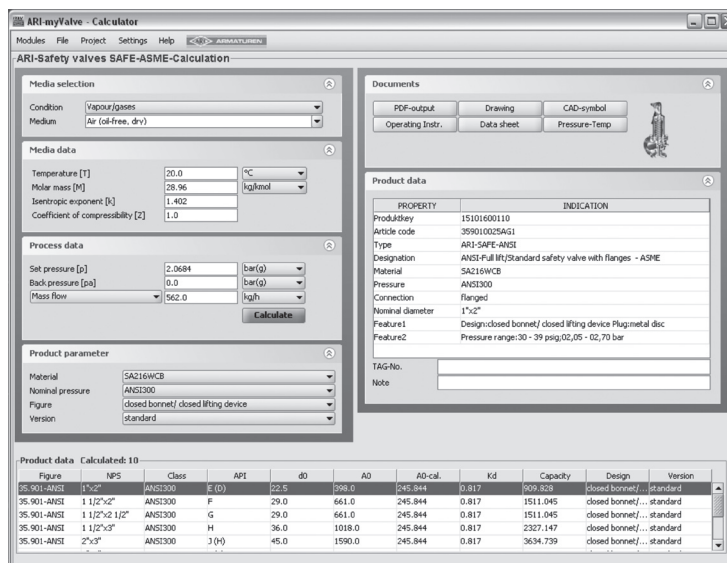 ARI-myValve - Calculator
Modules File Project Settings Help ARI ARMATUREN
ARI-Safety valves SAFE-ASME-Calculation
Media selection
Condition Vapour/gases
Medium Air (oil-free, dry)
Media data
Temperature [T] 20.0 °C
Molar mass [M] 28.96 kg/kmol
Isentropic exponent [k] 1.402
Coefficient of compressibility [Z] 1.0
Process data
Set pressure [p] 2.0684 bar(g)
Back pressure [pa] 0.0 bar(g)
Mass flow 562.0 kg/h
Calculate
Product parameter
Material SA216WCB
Nominal pressure ANSI300
Figure closed bonnet/ closed lifting device
Version standard
Documents
PDF-output Drawing CAD-symbol
Operating Instr. Data sheet Pressure-Temp
Product data
PROPERTY INDICATION
Produktkey 15101600110
Article code 359010025AG1
Type ARI-SAFE-ANSI
Designation ANSI-Full lift/Standard safety valve with flanges - ASME
Material SA216WCB
Pressure ANSI300
Connection flanged
Nominal diameter 1"x2"
Feature1 Design:closed bonnet/ closed lifting device Plug:metal disc
Feature2 Pressure range:30 - 39 psig;02,05 - 02,70 bar
TAG-No.
Note
Product data Calculated: 10
Figure NPS Class API d0 A0 A0-cal. Kd Capacity Design Version
35.901-ANSI 1"x2" ANSI300 E (D) 22.5 398.0 245.844 0.817 909.828 closed bonnet/... standard
35.901-ANSI 1 1/2"x2" ANSI300 F 29.0 661.0 245.844 0.817 1511.045 closed bonnet/... standard
35.901-ANSI 1 1/2"x2 1/2" ANSI300 G 29.0 661.0 245.844 0.817 1511.045 closed bonnet/... standard
35.901-ANSI 1 1/2"x3" ANSI300 H 36.0 1018.0 245.844 0.817 2327.147 closed bonnet/... standard
35.901-ANSI 2"x3" ANSI300 J (H) 45.0 1590.0 245.844 0.817 3634.739 closed bonnet/... standard